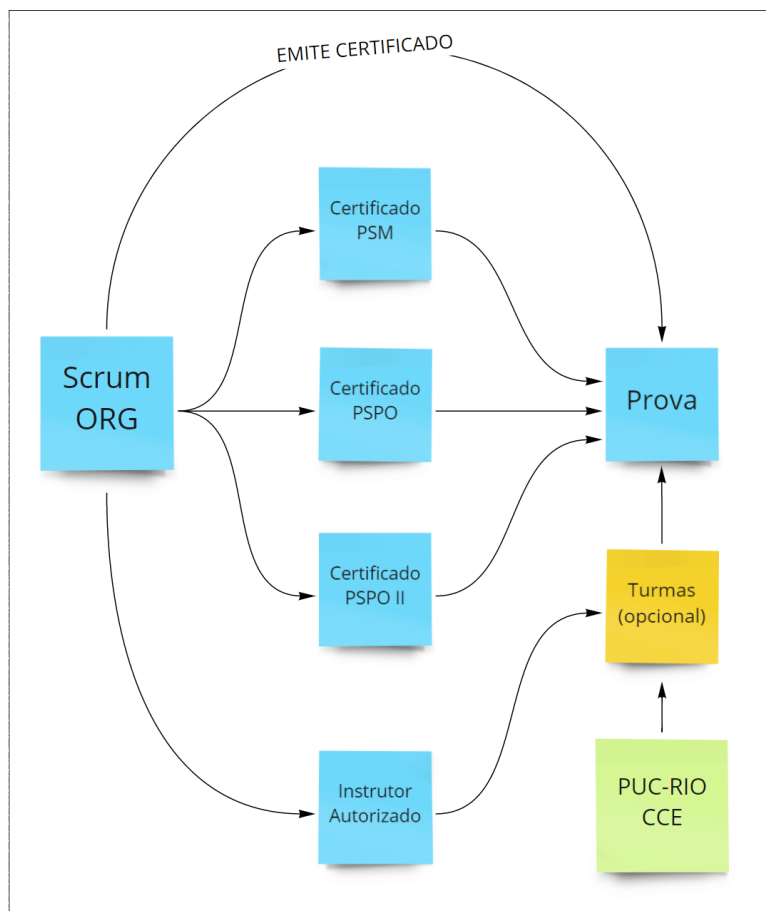 EMITE CERTIFICADO
Certificado
PSM
Scrum
ORG
Certificado
PSPO
Prova
Certificado
PSPO II
Turmas
(opcional)
Instrutor
Autorizado
PUC-RIO
CCE